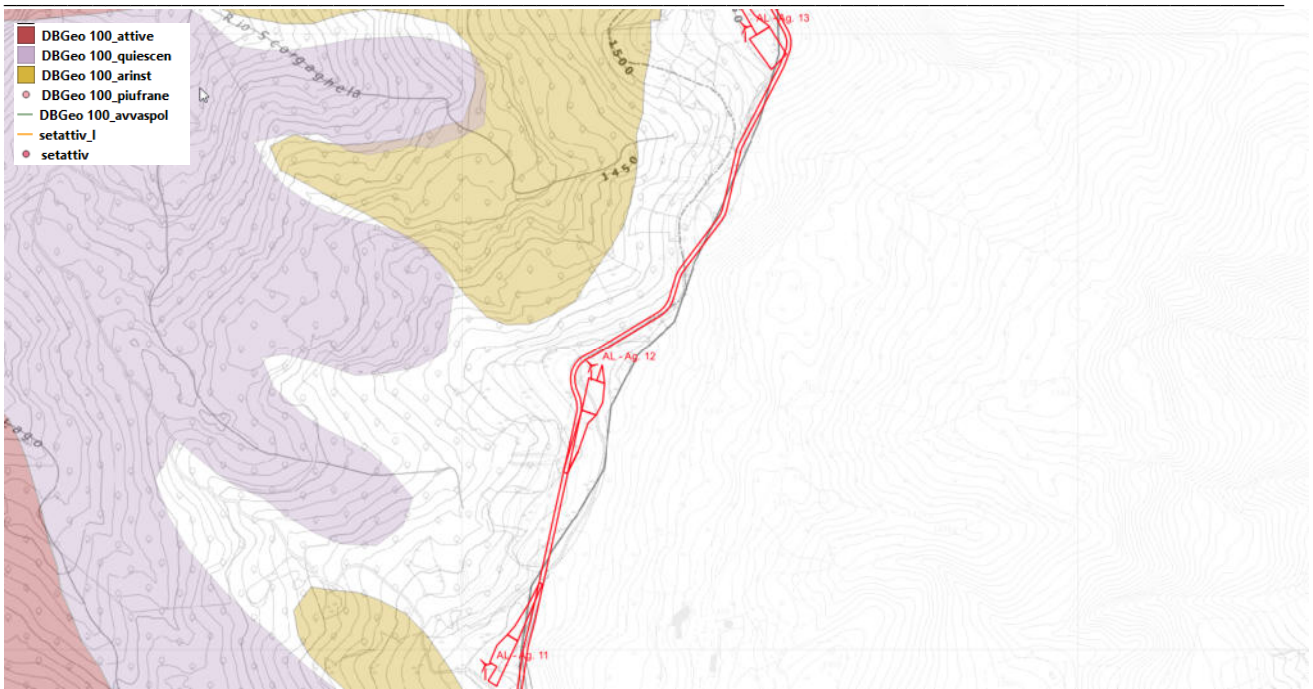 DBGeo 100_attive
DBGeo 100_quiescen
DBGeo 100_arinst
DBGeo 100_piufrane
DBGeo 100_avvaspol
setattiv_l
setattiv
Rio Scorgaghela
1500
AL - Ag. 13
1450
AL - Ag. 12
AL - Ag. 11